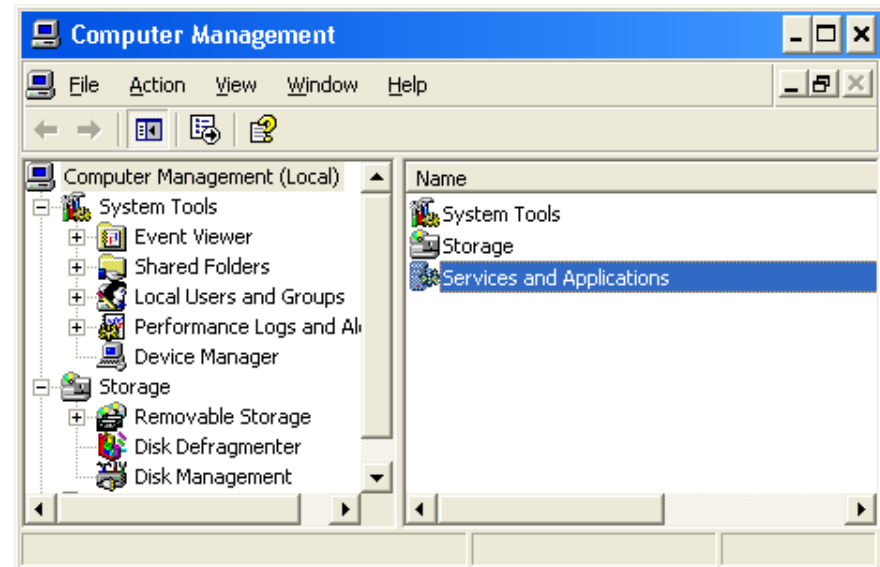 Computer Management
File Action View Window Help
Computer Management (Local)
System Tools
Event Viewer
Shared Folders
Local Users and Groups
Performance Logs and Al
Device Manager
Storage
Removable Storage
Disk Defragmenter
Disk Management
Name
System Tools
Storage
Services and Applications